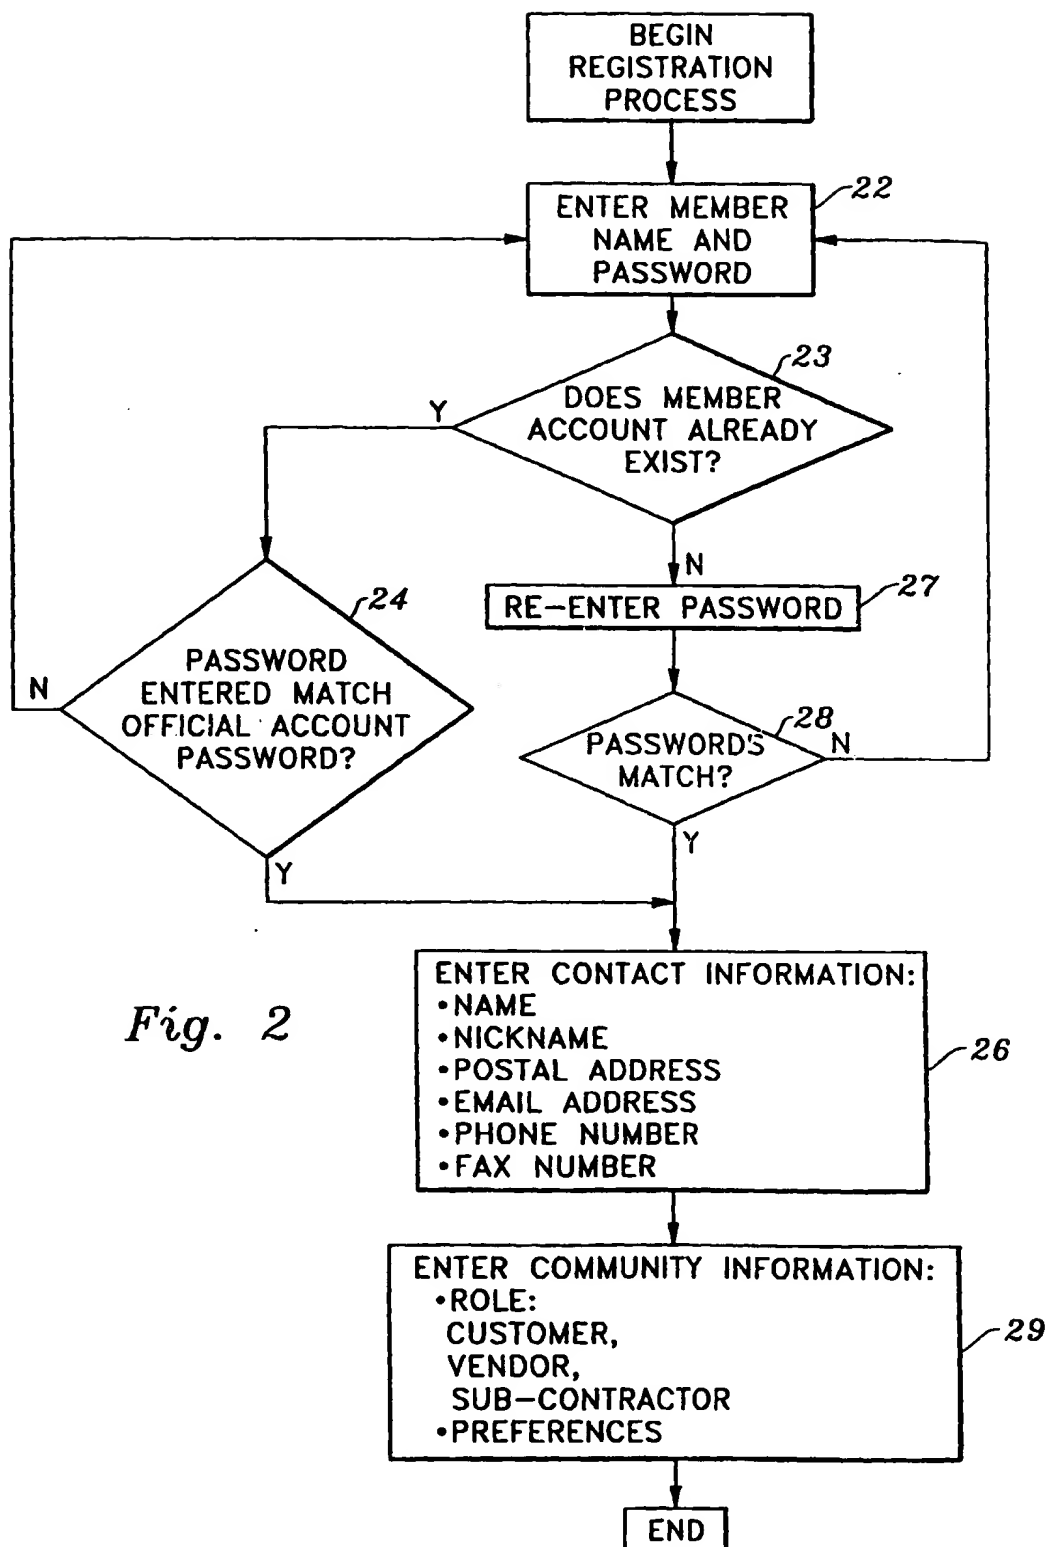 BEGIN
REGISTRATION
PROCESS
22
ENTER MEMBER
NAME AND
PASSWORD
23
DOES MEMBER
ACCOUNT ALREADY
EXIST?
Y
N
24
PASSWORD
ENTERED MATCH
OFFICIAL ACCOUNT
PASSWORD?
N
Y
RE-ENTER PASSWORD
27
28
PASSWORDS
MATCH?
N
Y
ENTER CONTACT INFORMATION:
•NAME
•NICKNAME
•POSTAL ADDRESS
•EMAIL ADDRESS
•PHONE NUMBER
•FAX NUMBER
26
Fig. 2
ENTER COMMUNITY INFORMATION:
•ROLE:
CUSTOMER,
VENDOR,
SUB-CONTRACTOR
•PREFERENCES
29
END